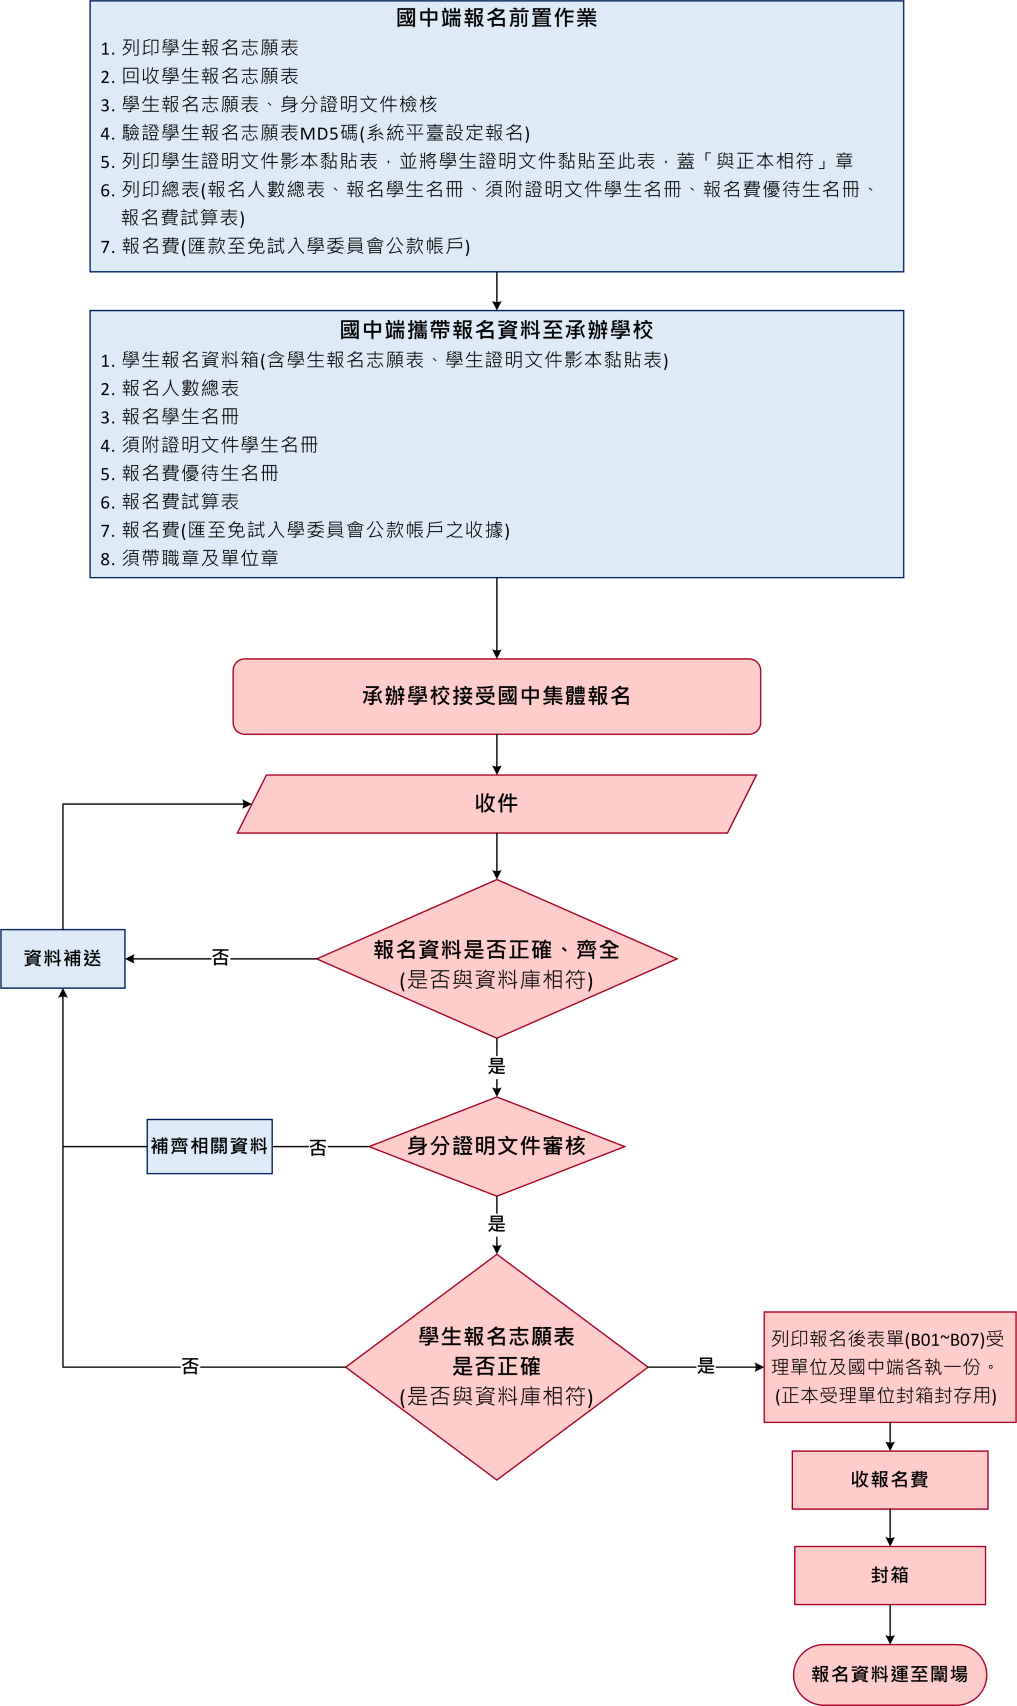 國中端報名前置作業
1. 列印學生報名志願表
2. 回收學生報名志願表
3. 學生報名志願表、身分證明文件檢核
4. 驗證學生報名志願表MD5碼(系統平臺設定報名)
5. 列印學生證明文件影本黏貼表，並將學生證明文件黏貼至此表，蓋「與正本相符」章
6. 列印總表(報名人數總表、報名學生名冊、須附證明文件學生名冊、報名費優待生名冊、
報名費試算表)
7. 報名費(匯款至免試入學委員會公款帳戶)
國中端攜帶報名資料至承辦學校
1. 學生報名資料箱(含學生報名志願表、學生證明文件影本黏貼表)
2. 報名人數總表
3. 報名學生名冊
4. 須附證明文件學生名冊
5. 報名費優待生名冊
6. 報名費試算表
7. 報名費(匯至免試入學委員會公款帳戶之收據)
8. 須帶職章及單位章
承辦學校接受國中集體報名
收件
報名資料是否正確、齊全
(是否與資料庫相符)
否
資料補送
是
身分證明文件審核
否
補齊相關資料
是
學生報名志願表
是否正確
(是否與資料庫相符)
否
是
列印報名後表單(B01~B07)受
理單位及國中端各執一份。
(正本受理單位封箱封存用)
收報名費
封箱
報名資料運至闈場